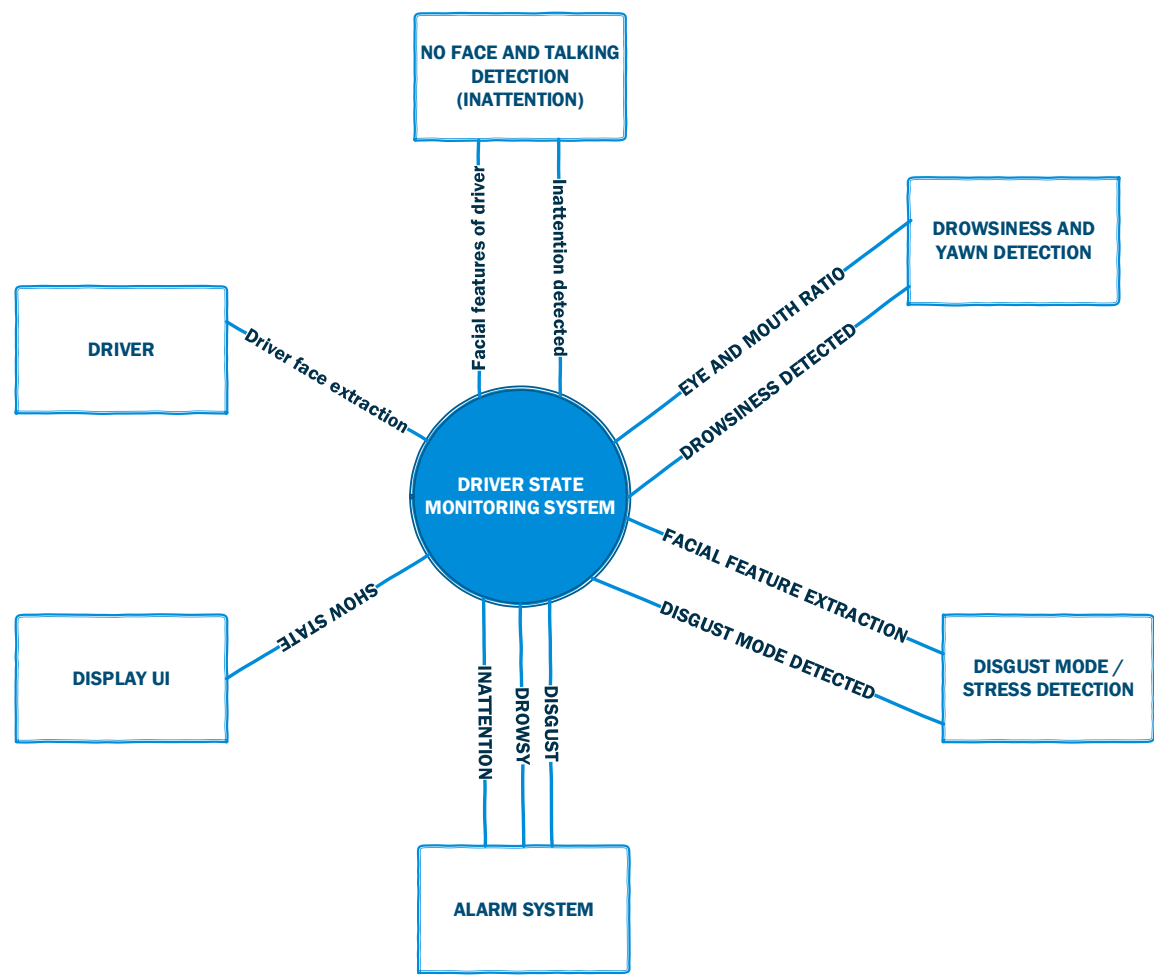 NO FACE AND TALKING
DETECTION
(INATTENTION)
Facial features of driver
Inattention detected
DROWSINESS AND
YAWN DETECTION
EYE AND MOUTH RATIO
DROWSINESS DETECTED
DRIVER
Driver face extraction
DRIVER STATE
MONITORING SYSTEM
FACIAL FEATURE EXTRACTION
DISGUST MODE DETECTED
SHOW STATE
DISPLAY UI
DISGUST MODE /
STRESS DETECTION
INATTENTION
DROWSY
DISGUST
ALARM SYSTEM